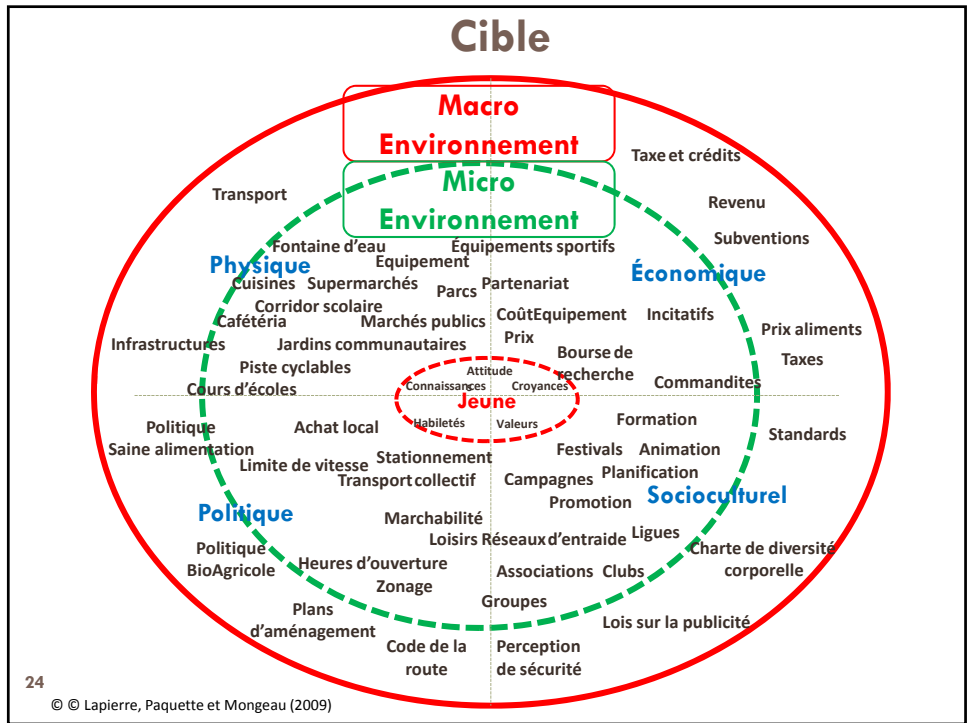 Cible
Macro
Environnement
Micro
Environnement
Taxe et crédits
Transport
Revenu
Subventions
Fontaine d'eau
Équipements sportifs
Physique
Equipement
Économique
Cuisines
Supermarchés
Parcs
Partenariat
Corridor scolaire
CoûtEquipement
Incitatifs
Cafétéria
Marchés publics
Prix
Prix aliments
Infrastructures
Jardins communautaires
Bourse de
recherche
Taxes
Piste cyclables
Attitude
Connaissances
Croyances
Commandites
Cours d'écoles
Jeune
Habiletés
Valeurs
Formation
Politique
Saine alimentation
Achat local
Standards
Limite de vitesse
Stationnement
Festivals
Animation
Transport collectif
Campagnes
Planification
Promotion
Socioculturel
Politique
Marchabilité
Loisirs
Réseaux d'entraide
Ligues
Politique
BioAgricole
Heures d'ouverture
Charte de diversité
corporelle
Zonage
Associations
Clubs
Groupes
Plans
d'aménagement
Lois sur la publicité
Code de la
route
Perception
de sécurité
24
© © Lapierre, Paquette et Mongeau (2009)